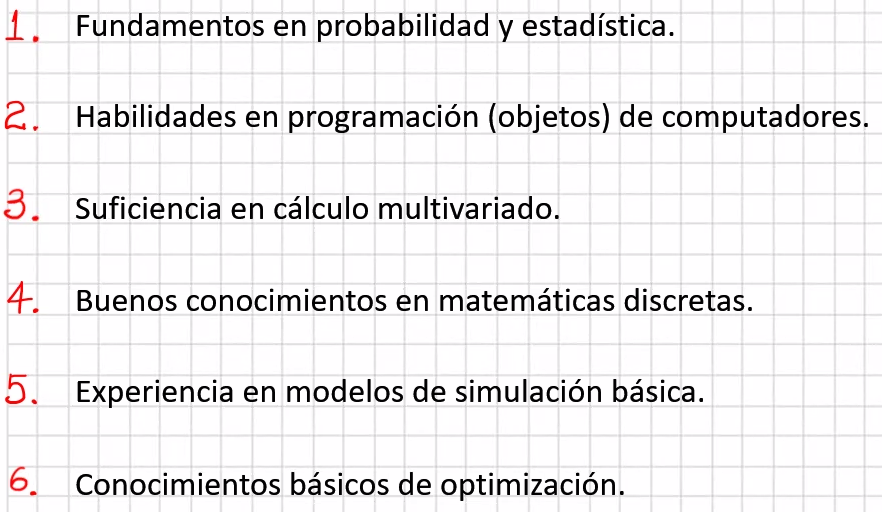 1. Fundamentos en probabilidad y estadística.
2. Habilidades en programación (objetos) de computadores.
3. Suficiencia en cálculo multivariado.
4. Buenos conocimientos en matemáticas discretas.
5. Experiencia en modelos de simulación básica.
6. Conocimientos básicos de optimización.